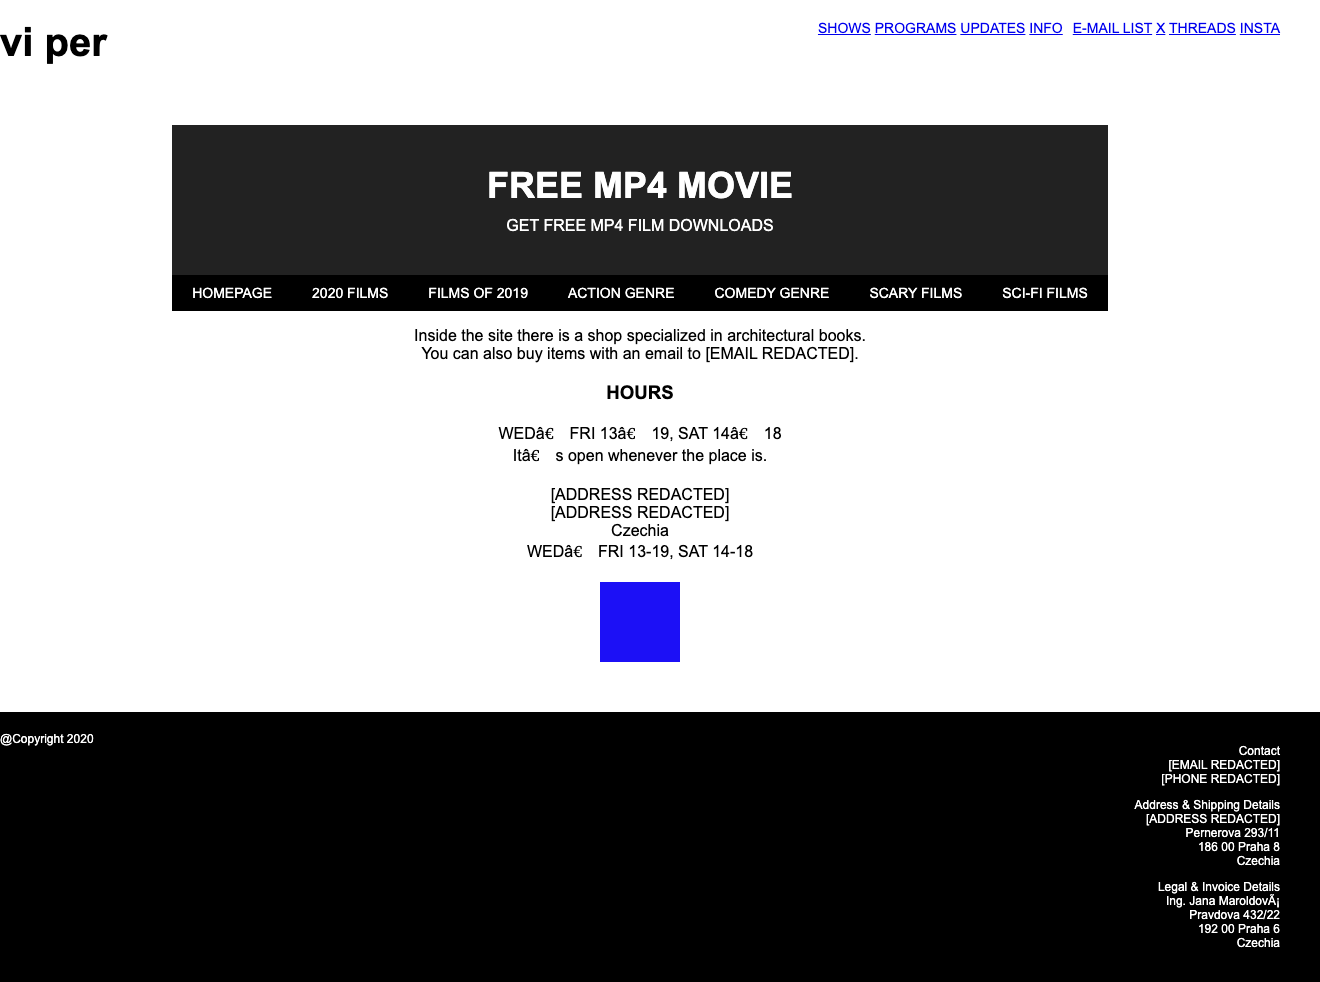 vi per
SHOWS PROGRAMS UPDATES INFO E-MAIL LIST X THREADS INSTA
FREE MP4 MOVIE
GET FREE MP4 FILM DOWNLOADS
HOMEPAGE 2020 FILMS FILMS OF 2019 ACTION GENRE COMEDY GENRE SCARY FILMS SCI-FI FILMS
Inside the site there is a shop specialized in architectural books.
You can also buy items with an email to [EMAIL REDACTED].
HOURS
WEDâ€ FRI 13â€ 19, SAT 14â€ 18
Itâ€ s open whenever the place is.
[ADDRESS REDACTED]
[ADDRESS REDACTED]
Czechia
WEDâ€ FRI 13-19, SAT 14-18
@Copyright 2020
Contact
[EMAIL REDACTED]
[PHONE REDACTED]
Address & Shipping Details
[ADDRESS REDACTED]
Pernerova 293/11
186 00 Praha 8
Czechia
Legal & Invoice Details
Ing. Jana MaroldovÃ¡
Pravdova 432/22
192 00 Praha 6
Czechia